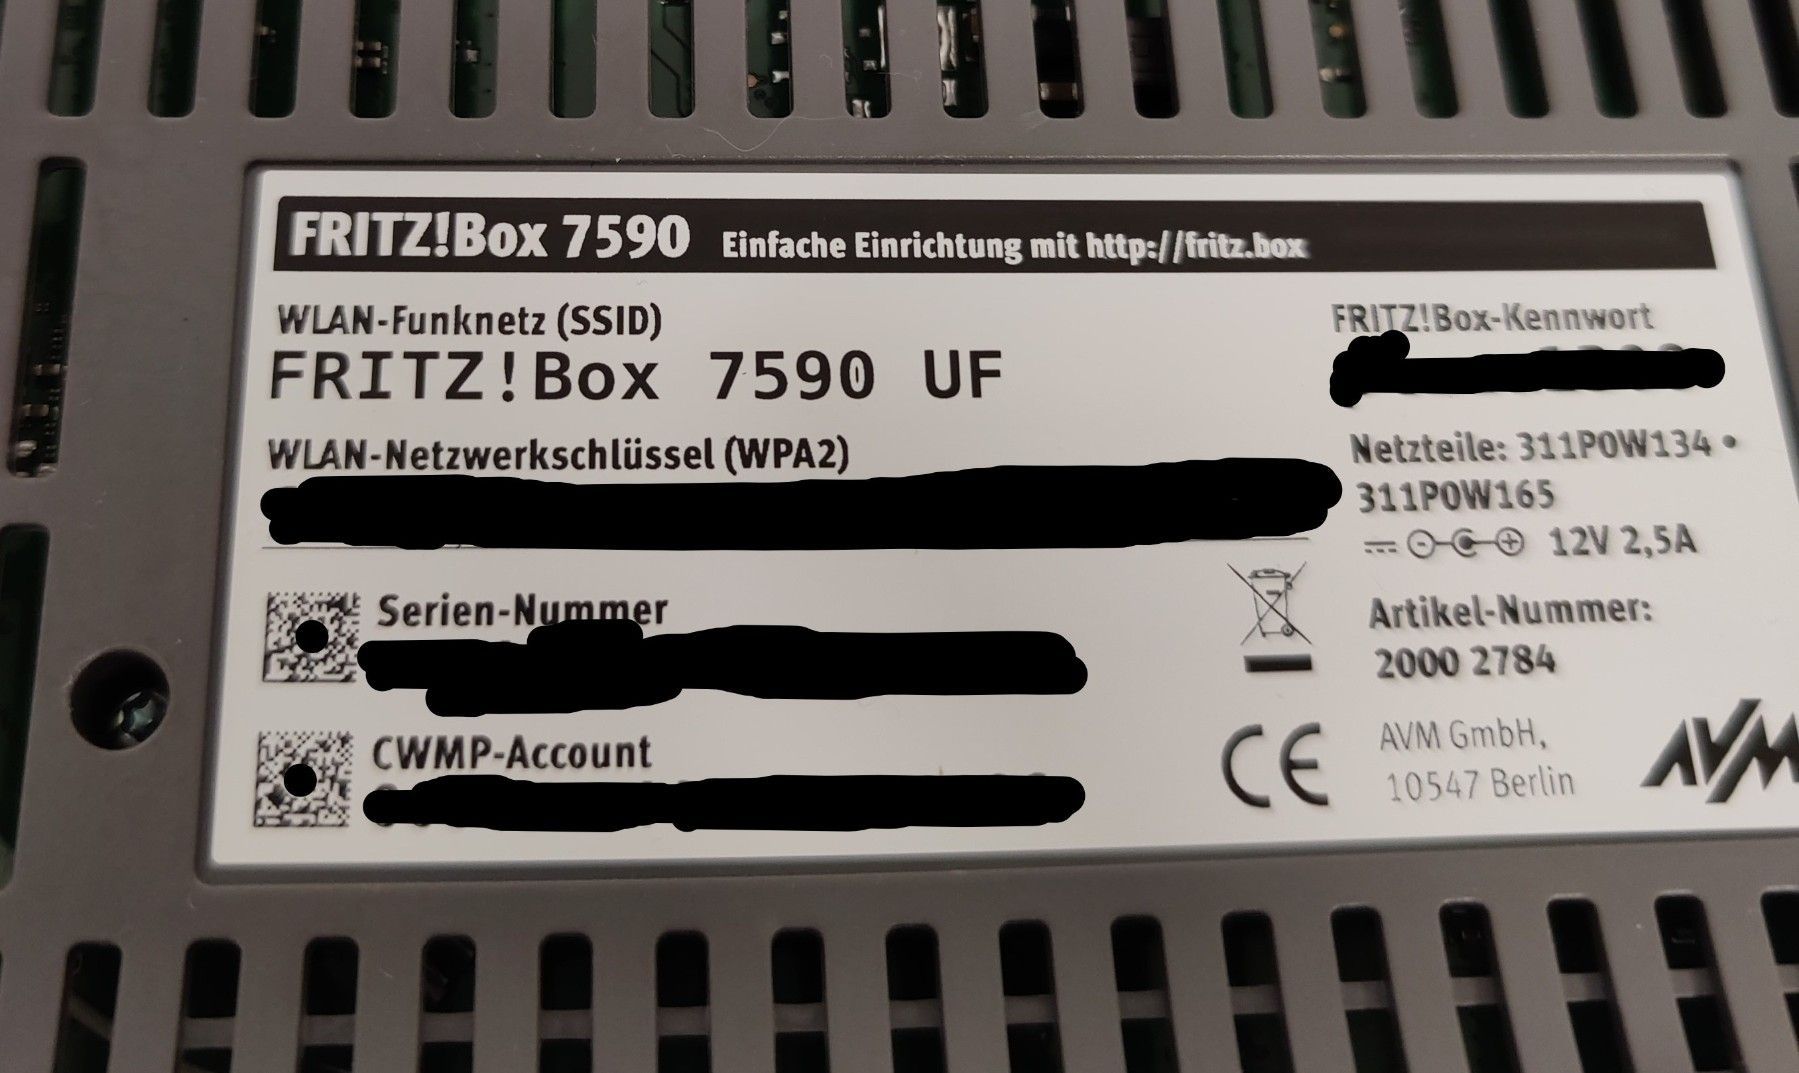 FRITZ!Box 7590 Einfache Einrichtung mit http://fritz.box
WLAN-Funknetz (SSID)
FRITZ!Box 7590 UF
WLAN-Netzwerkschlüssel (WPA2)
Serien-Nummer
CWMP-Account
FRITZ!Box-Kennwort
Netzteile: 311P0W134 •
311P0W165
12V 2,5A
Artikel-Nummer:
2000 2784
CE
AVM GmbH,
10547 Berlin
AVM